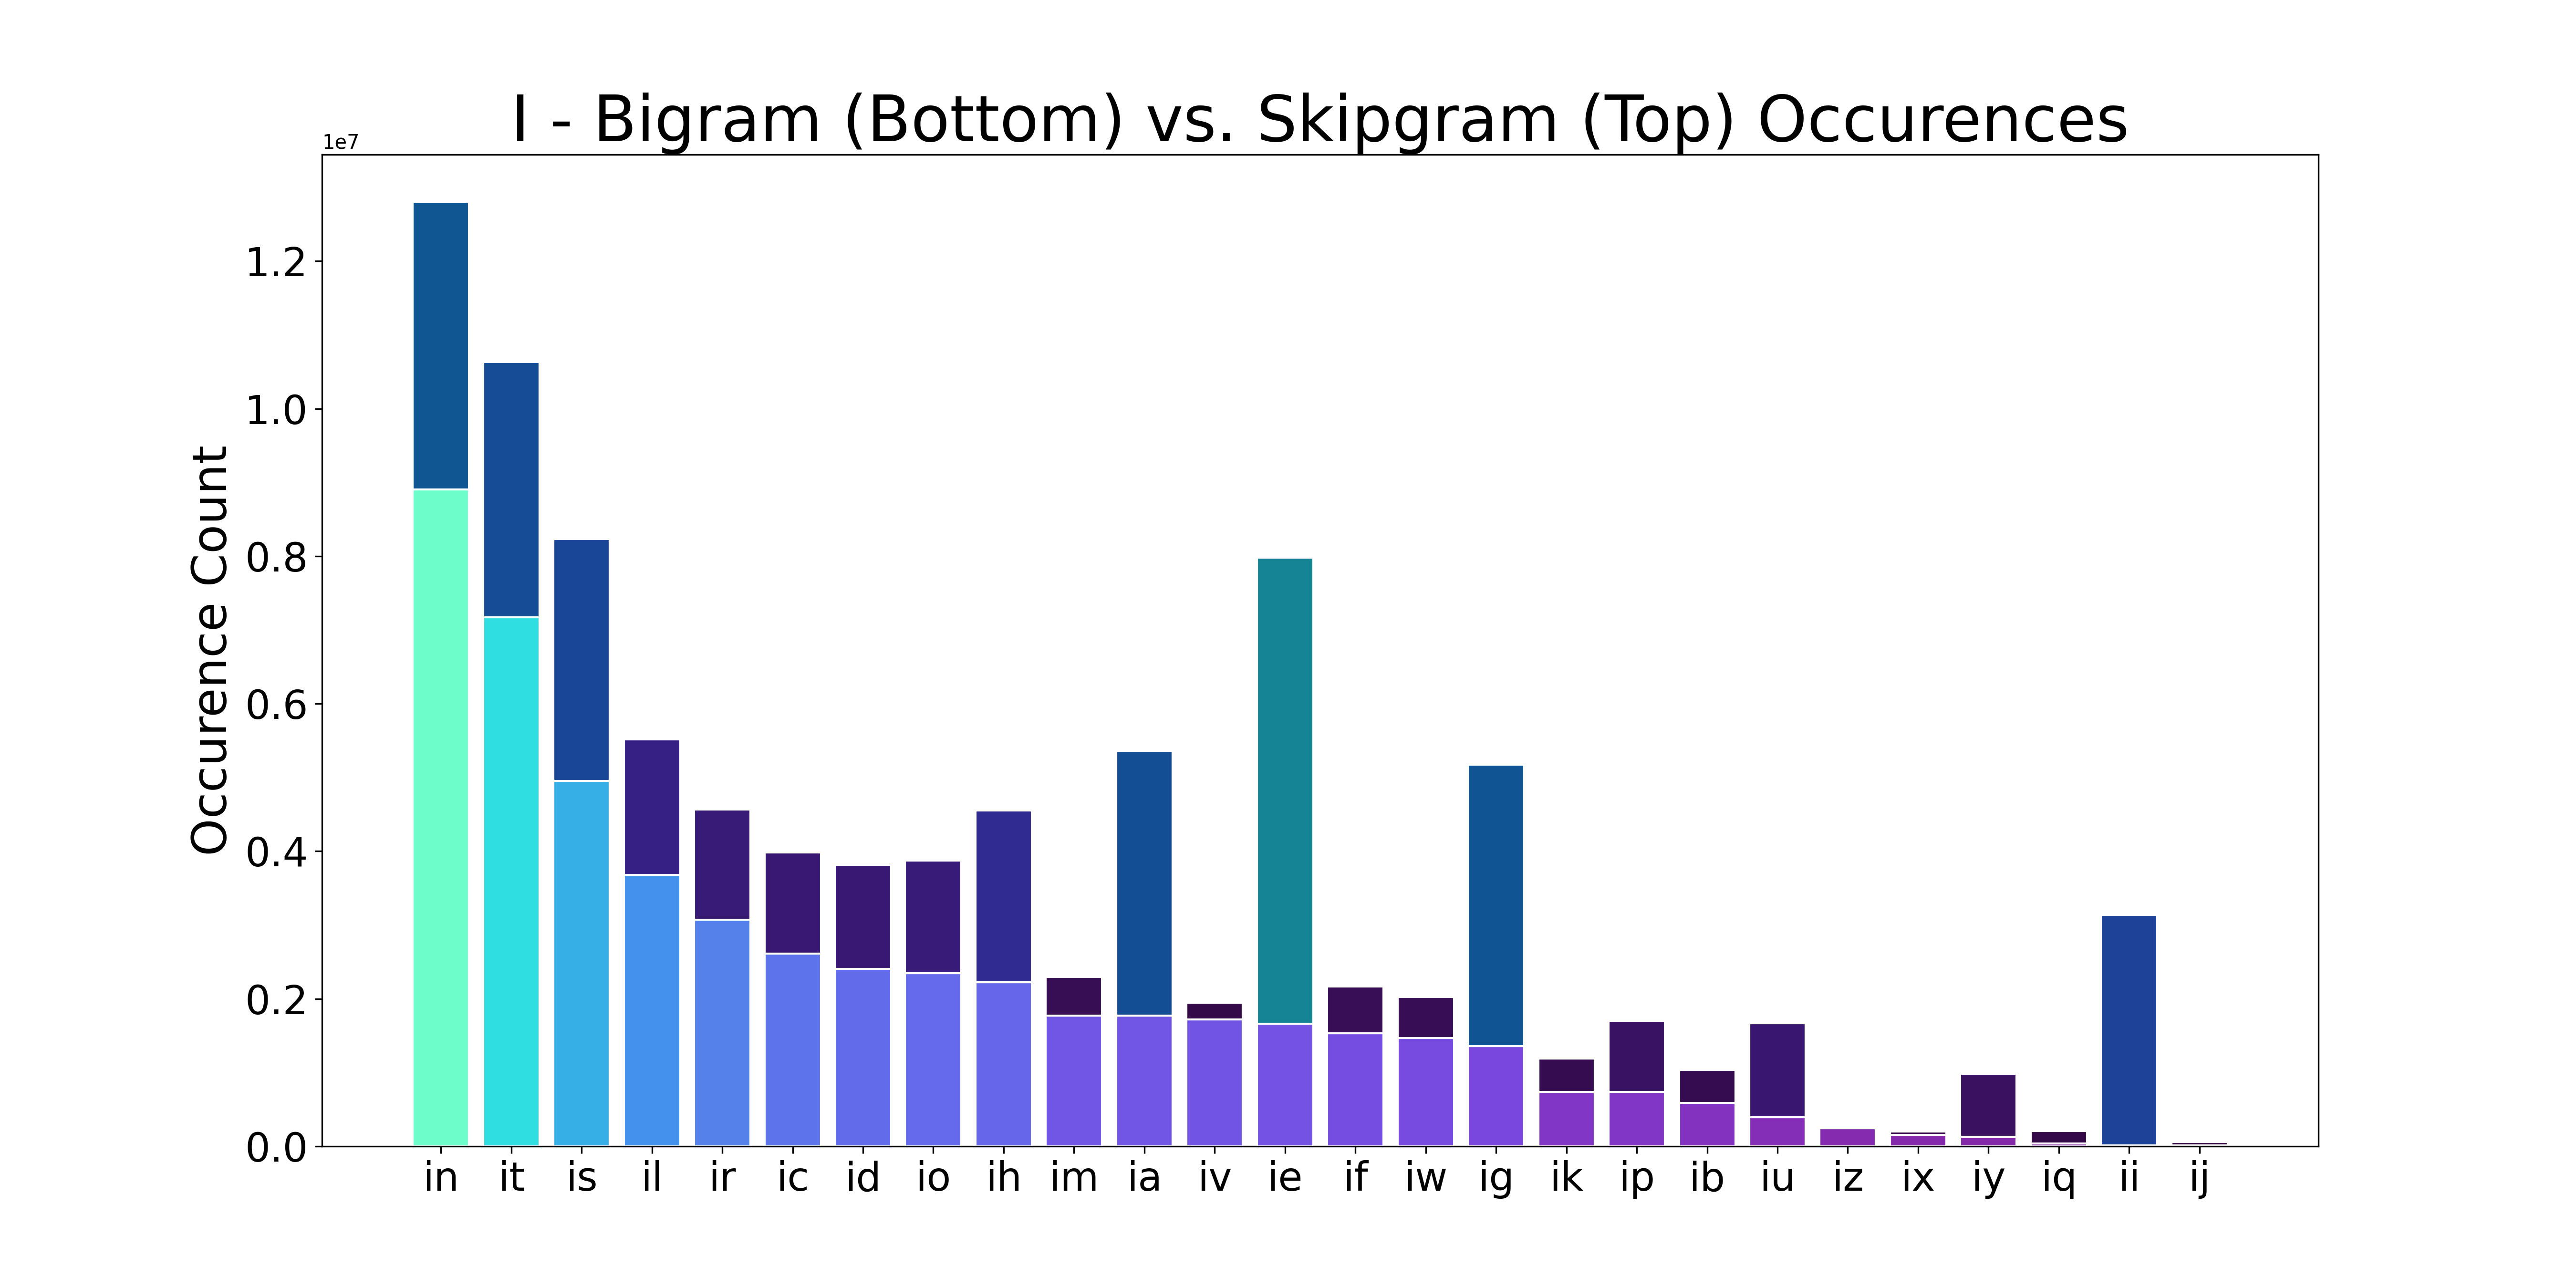 I - Bigram (Bottom) vs. Skipgram (Top) Occurences
1e7
1.2
1.0
0.8
0.6
0.4
0.2
0.0
Occurence Count
in it is il ir ic id io ih im ia iv ie if iw ig ik ip ib iu iz ix iy iq ii ij